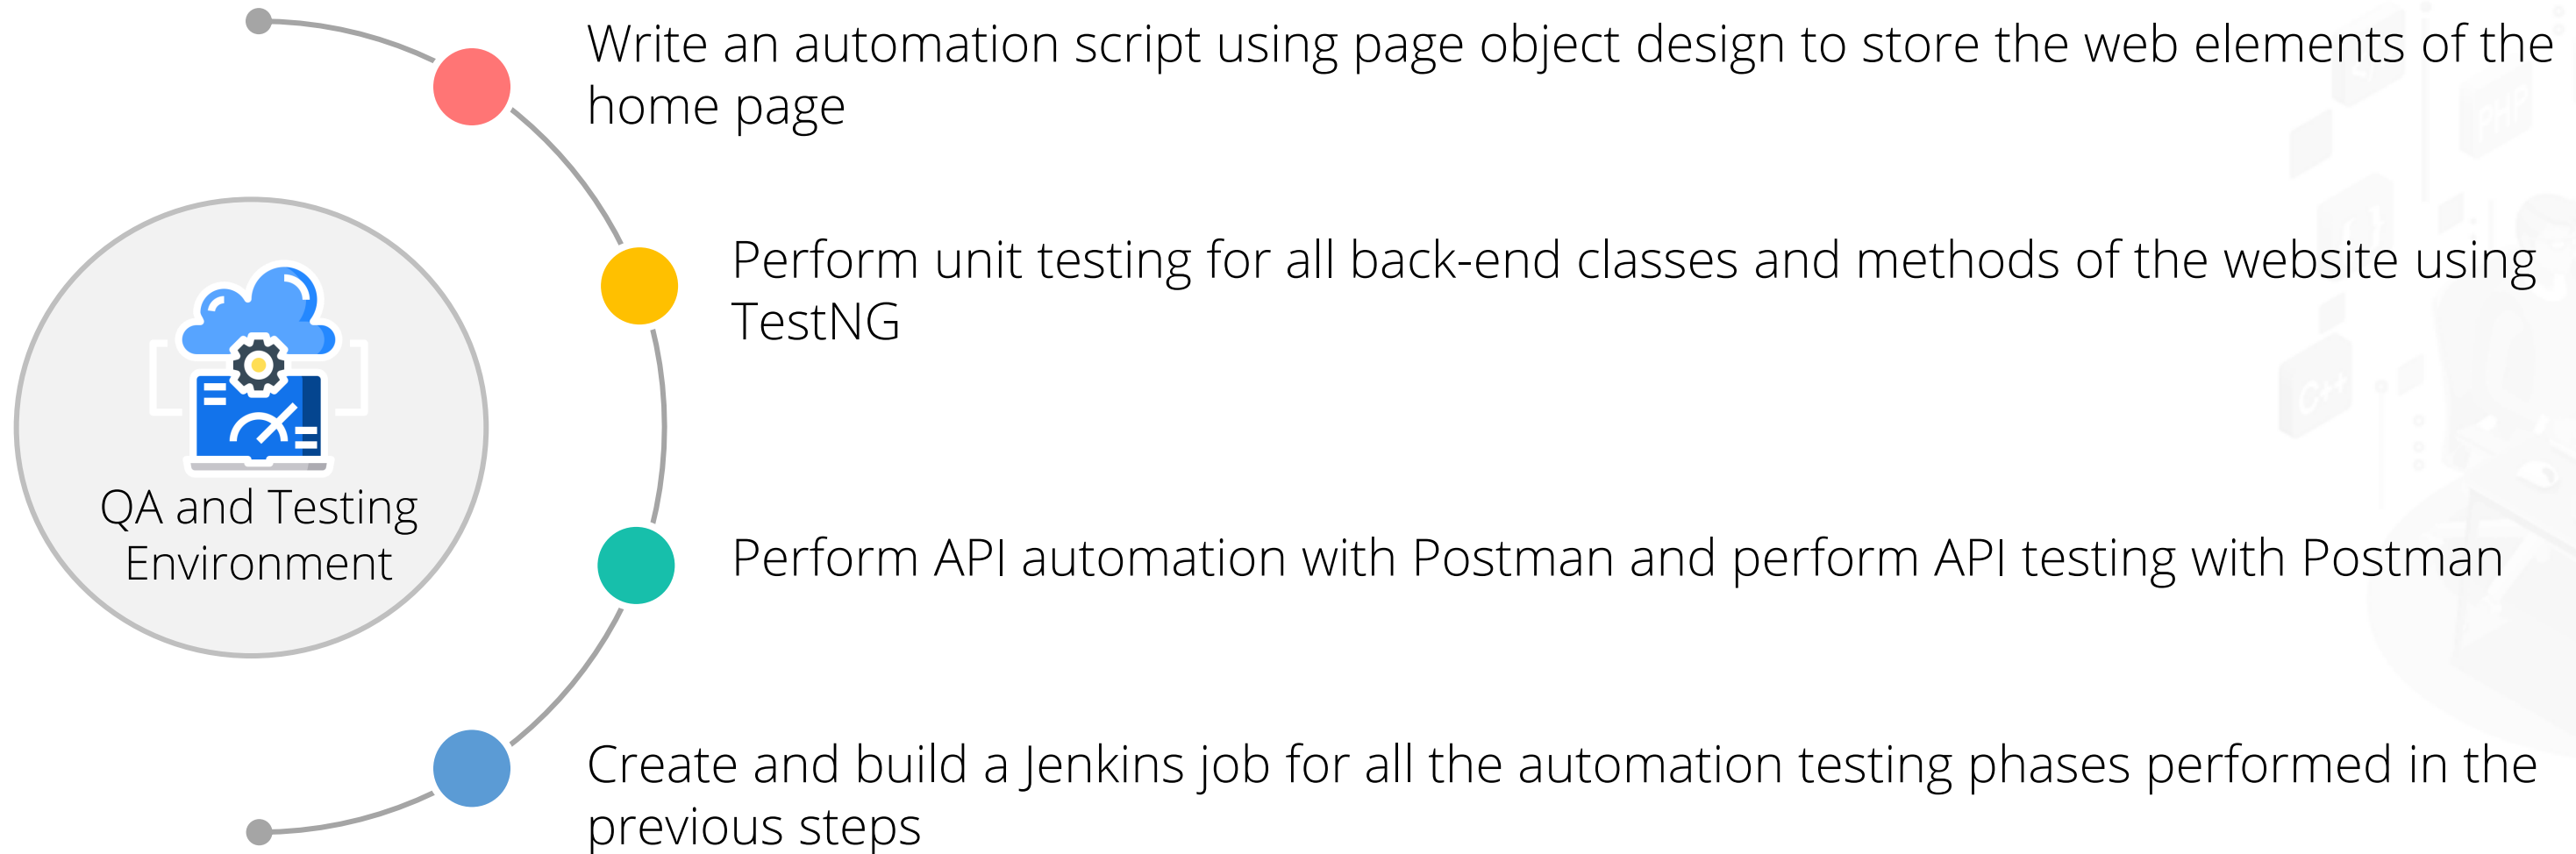 Write an automation script using page object design to store the web elements of the
home page
Perform unit testing for all back-end classes and methods of the website using
TestNG
QA and Testing
Environment
Perform API automation with Postman and perform API testing with Postman
Create and build a Jenkins job for all the automation testing phases performed in the
previous steps
PHP
C++